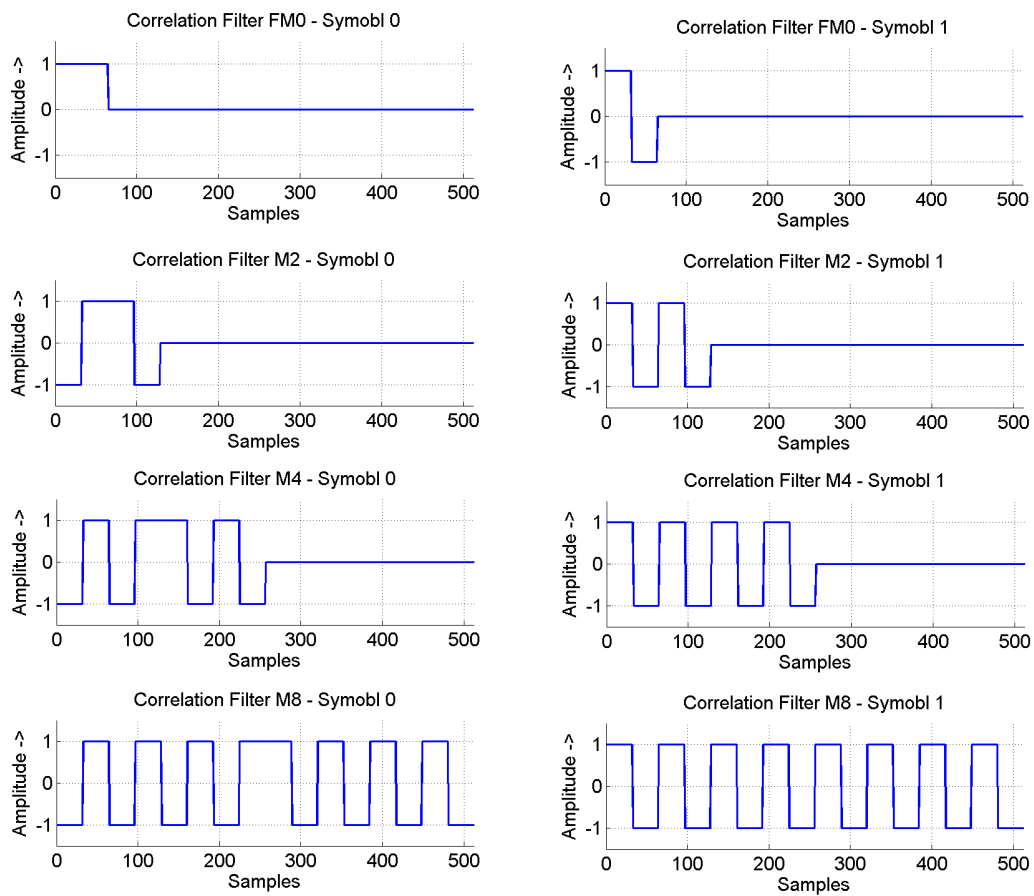 Correlation Filter FM0 - Symobl 0
Amplitude ->
1
0
-1
0 100 200 300 400 500
Samples
Correlation Filter FM0 - Symobl 1
Amplitude ->
1
0
-1
0 100 200 300 400 500
Samples
Correlation Filter M2 - Symobl 0
Amplitude ->
1
0
-1
0 100 200 300 400 500
Samples
Correlation Filter M2 - Symobl 1
Amplitude ->
1
0
-1
0 100 200 300 400 500
Samples
Correlation Filter M4 - Symobl 0
Amplitude ->
1
0
-1
0 100 200 300 400 500
Samples
Correlation Filter M4 - Symobl 1
Amplitude ->
1
0
-1
0 100 200 300 400 500
Samples
Correlation Filter M8 - Symobl 0
Amplitude ->
1
0
-1
0 100 200 300 400 500
Samples
Correlation Filter M8 - Symobl 1
Amplitude ->
1
0
-1
0 100 200 300 400 500
Samples